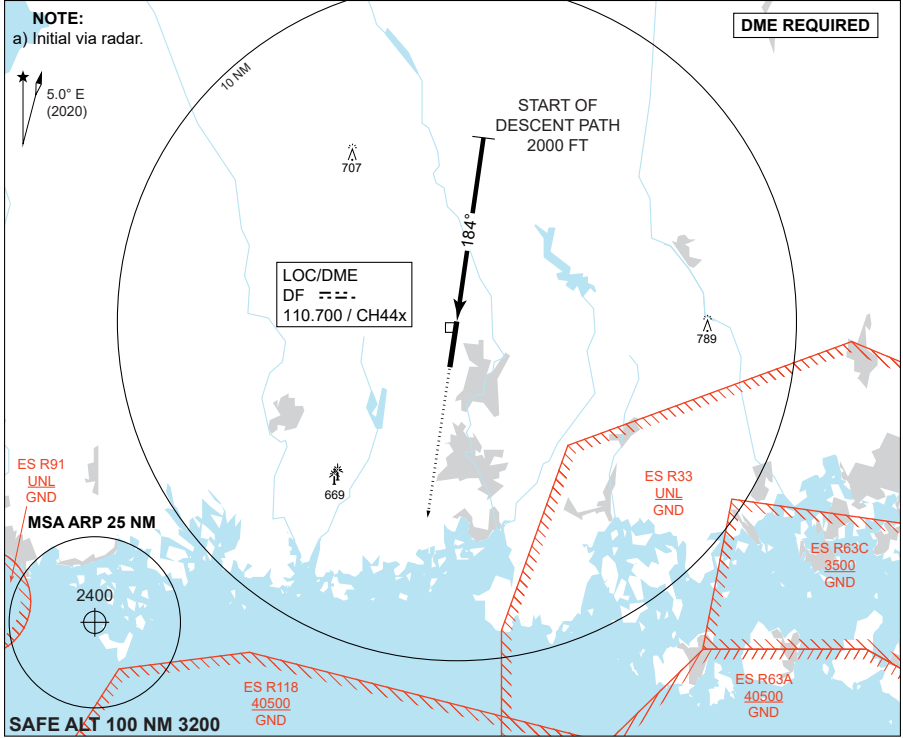 NOTE:
a) Initial via radar.
DME REQUIRED
5.0° E
(2020)
10 NM
START OF
DESCENT PATH
2000 FT
707
184°
LOC/DME
DF
110.700 / CH44x
789
669
ES R91
UNL
GND
ES R33
UNL
GND
MSA ARP 25 NM
2400
ES R63C
3500
GND
ES R118
40500
GND
ES R63A
40500
GND
SAFE ALT 100 NM 3200